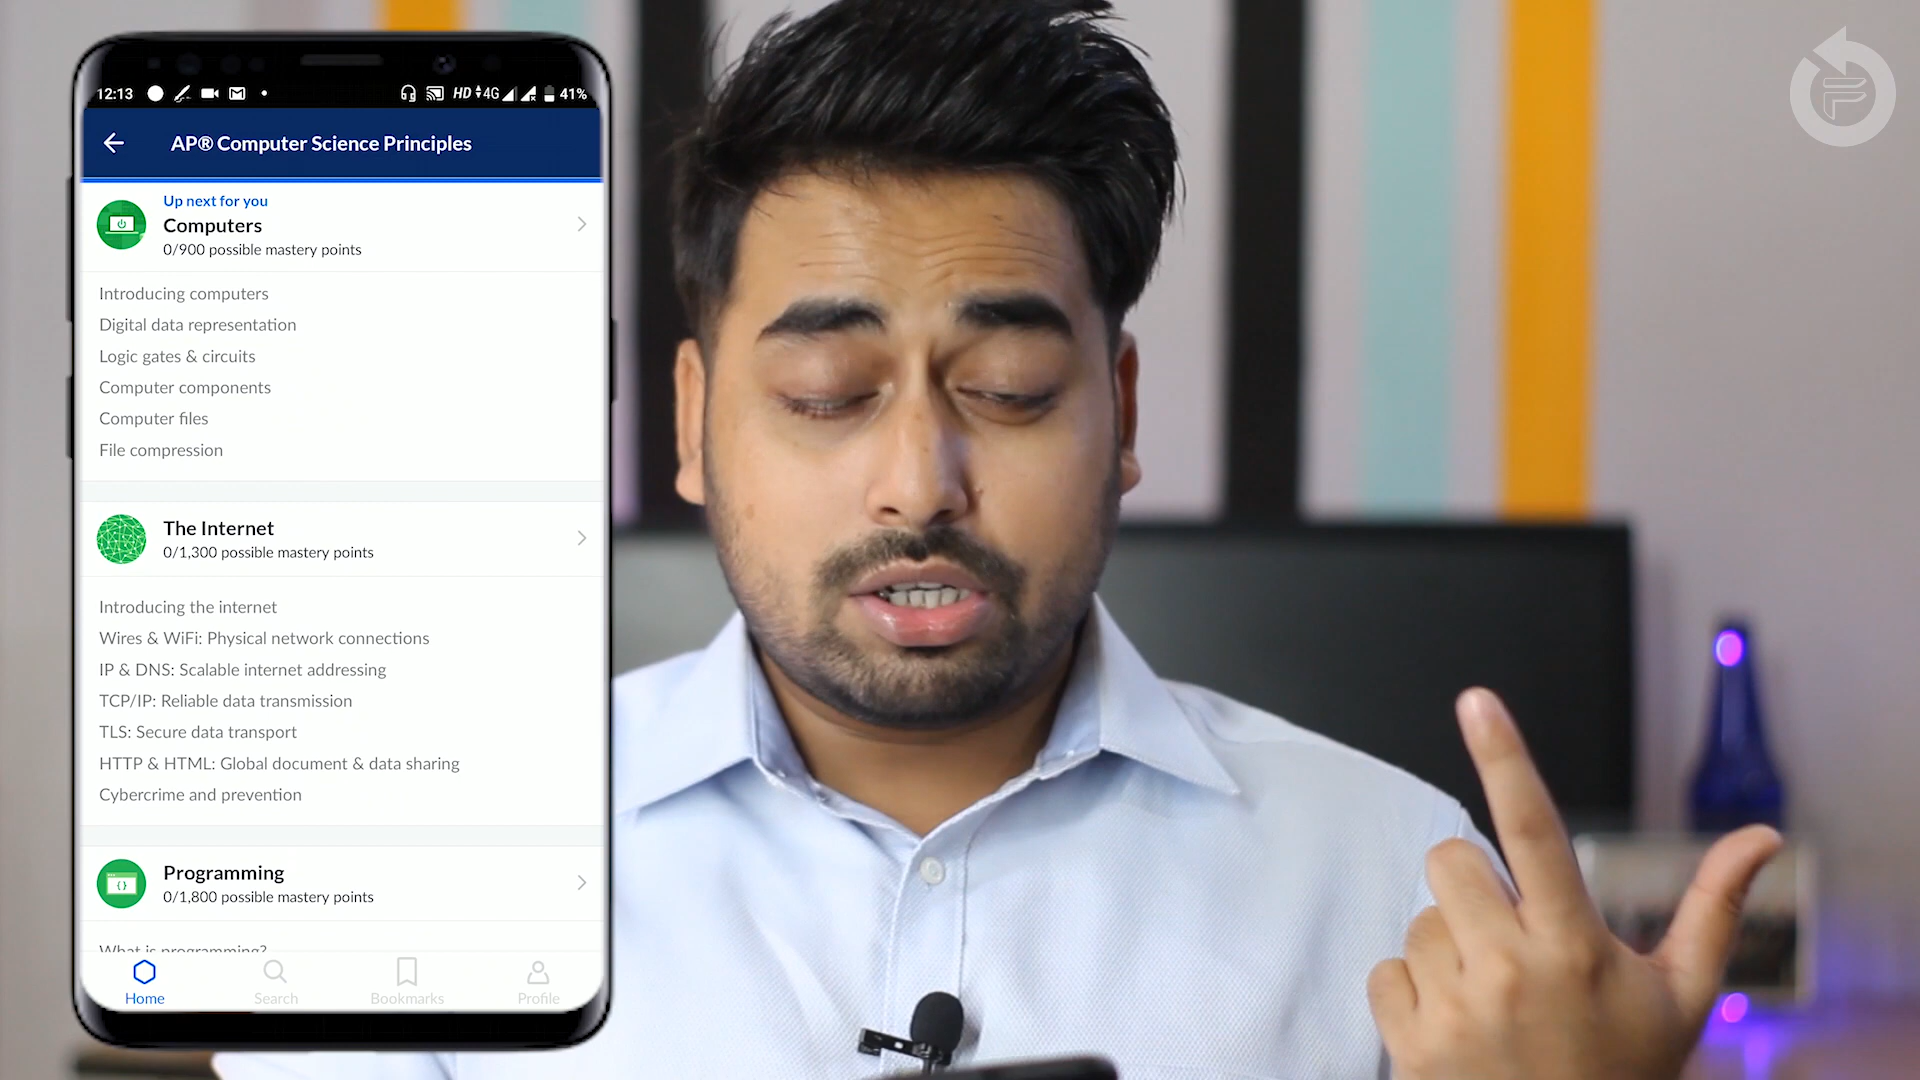 12:13
HD 4G 41%
AP® Computer Science Principles
Up next for you
Computers
0/900 possible mastery points
Introducing computers
Digital data representation
Logic gates & circuits
Computer components
Computer files
File compression
The Internet
0/1,300 possible mastery points
Introducing the internet
Wires & WiFi: Physical network connections
IP & DNS: Scalable internet addressing
TCP/IP: Reliable data transmission
TLS: Secure data transport
HTTP & HTML: Global document & data sharing
Cybercrime and prevention
Programming
0/1,800 possible mastery points
What is programming?
Home
Search
Bookmarks
Profile